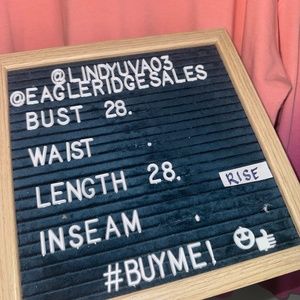 @LINDYUVA03
@EAGLERIDGESALES
BUST 28.
WAIST .
LENGTH 28.
RISE
INSEAM .
#BUYME!